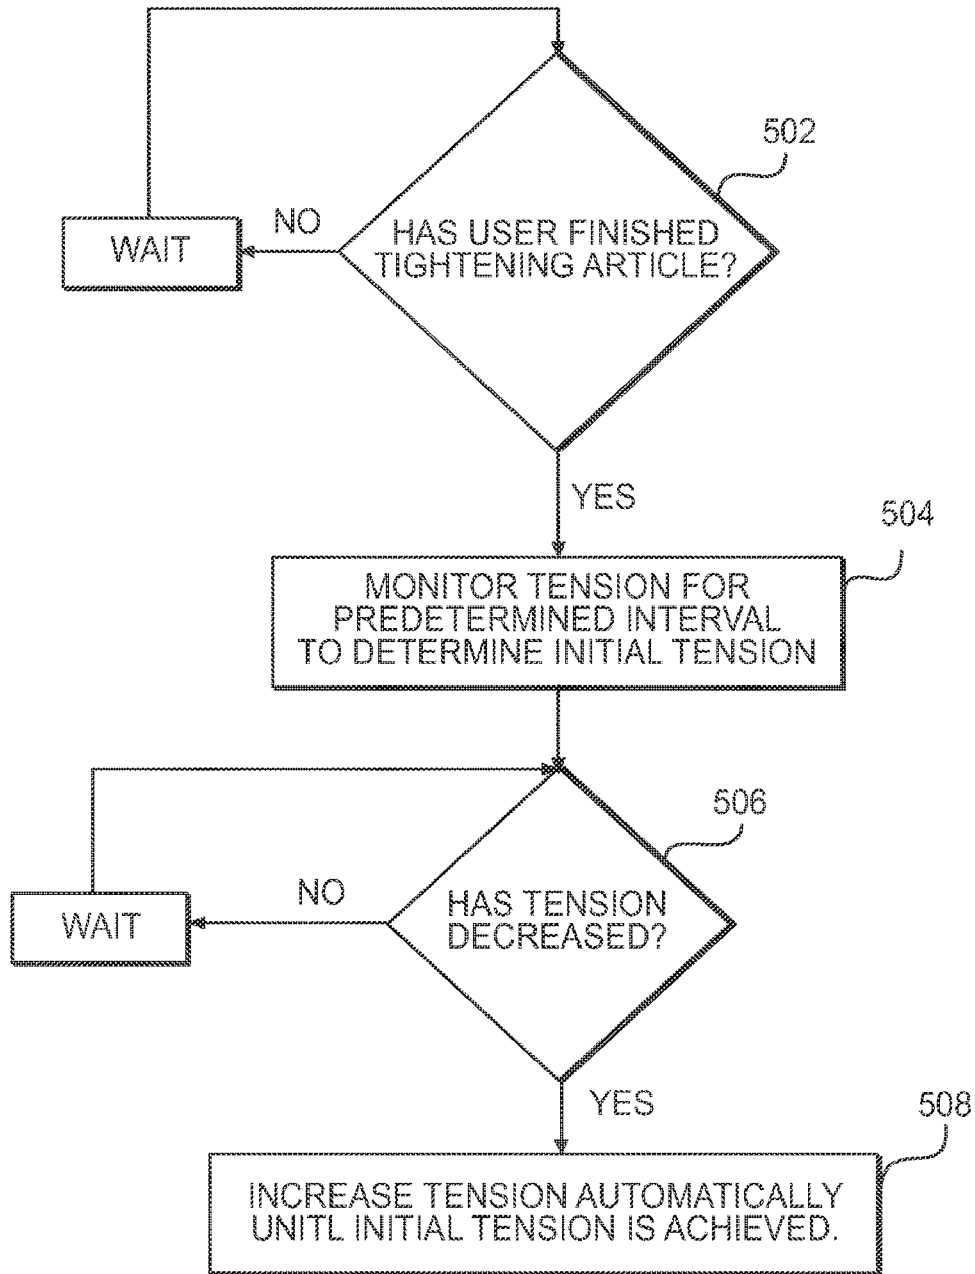 502
HAS USER FINISHED
TIGHTENING ARTICLE?
NO
WAIT
YES
504
MONITOR TENSION FOR
PREDETERMINED INTERVAL
TO DETERMINE INITIAL TENSION
506
HAS TENSION
DECREASED?
NO
WAIT
YES
508
INCREASE TENSION AUTOMATICALLY
UNITL INITIAL TENSION IS ACHIEVED.